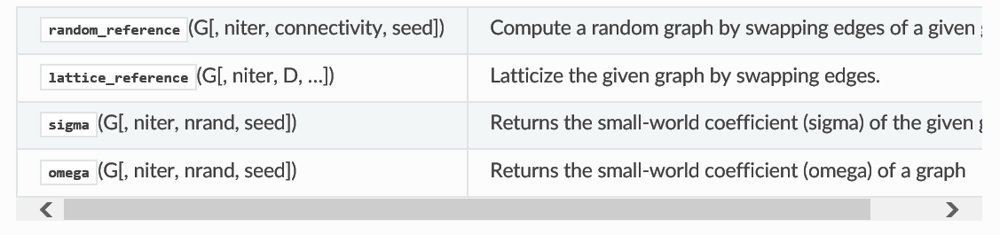 random_reference(G[, niter, connectivity, seed]) Compute a random graph by swapping edges of a given
lattice_reference(G[, niter, D, ...]) Latticize the given graph by swapping edges.
sigma(G[, niter, nrand, seed]) Returns the small-world coefficient (sigma) of the given
omega(G[, niter, nrand, seed]) Returns the small-world coefficient (omega) of a graph